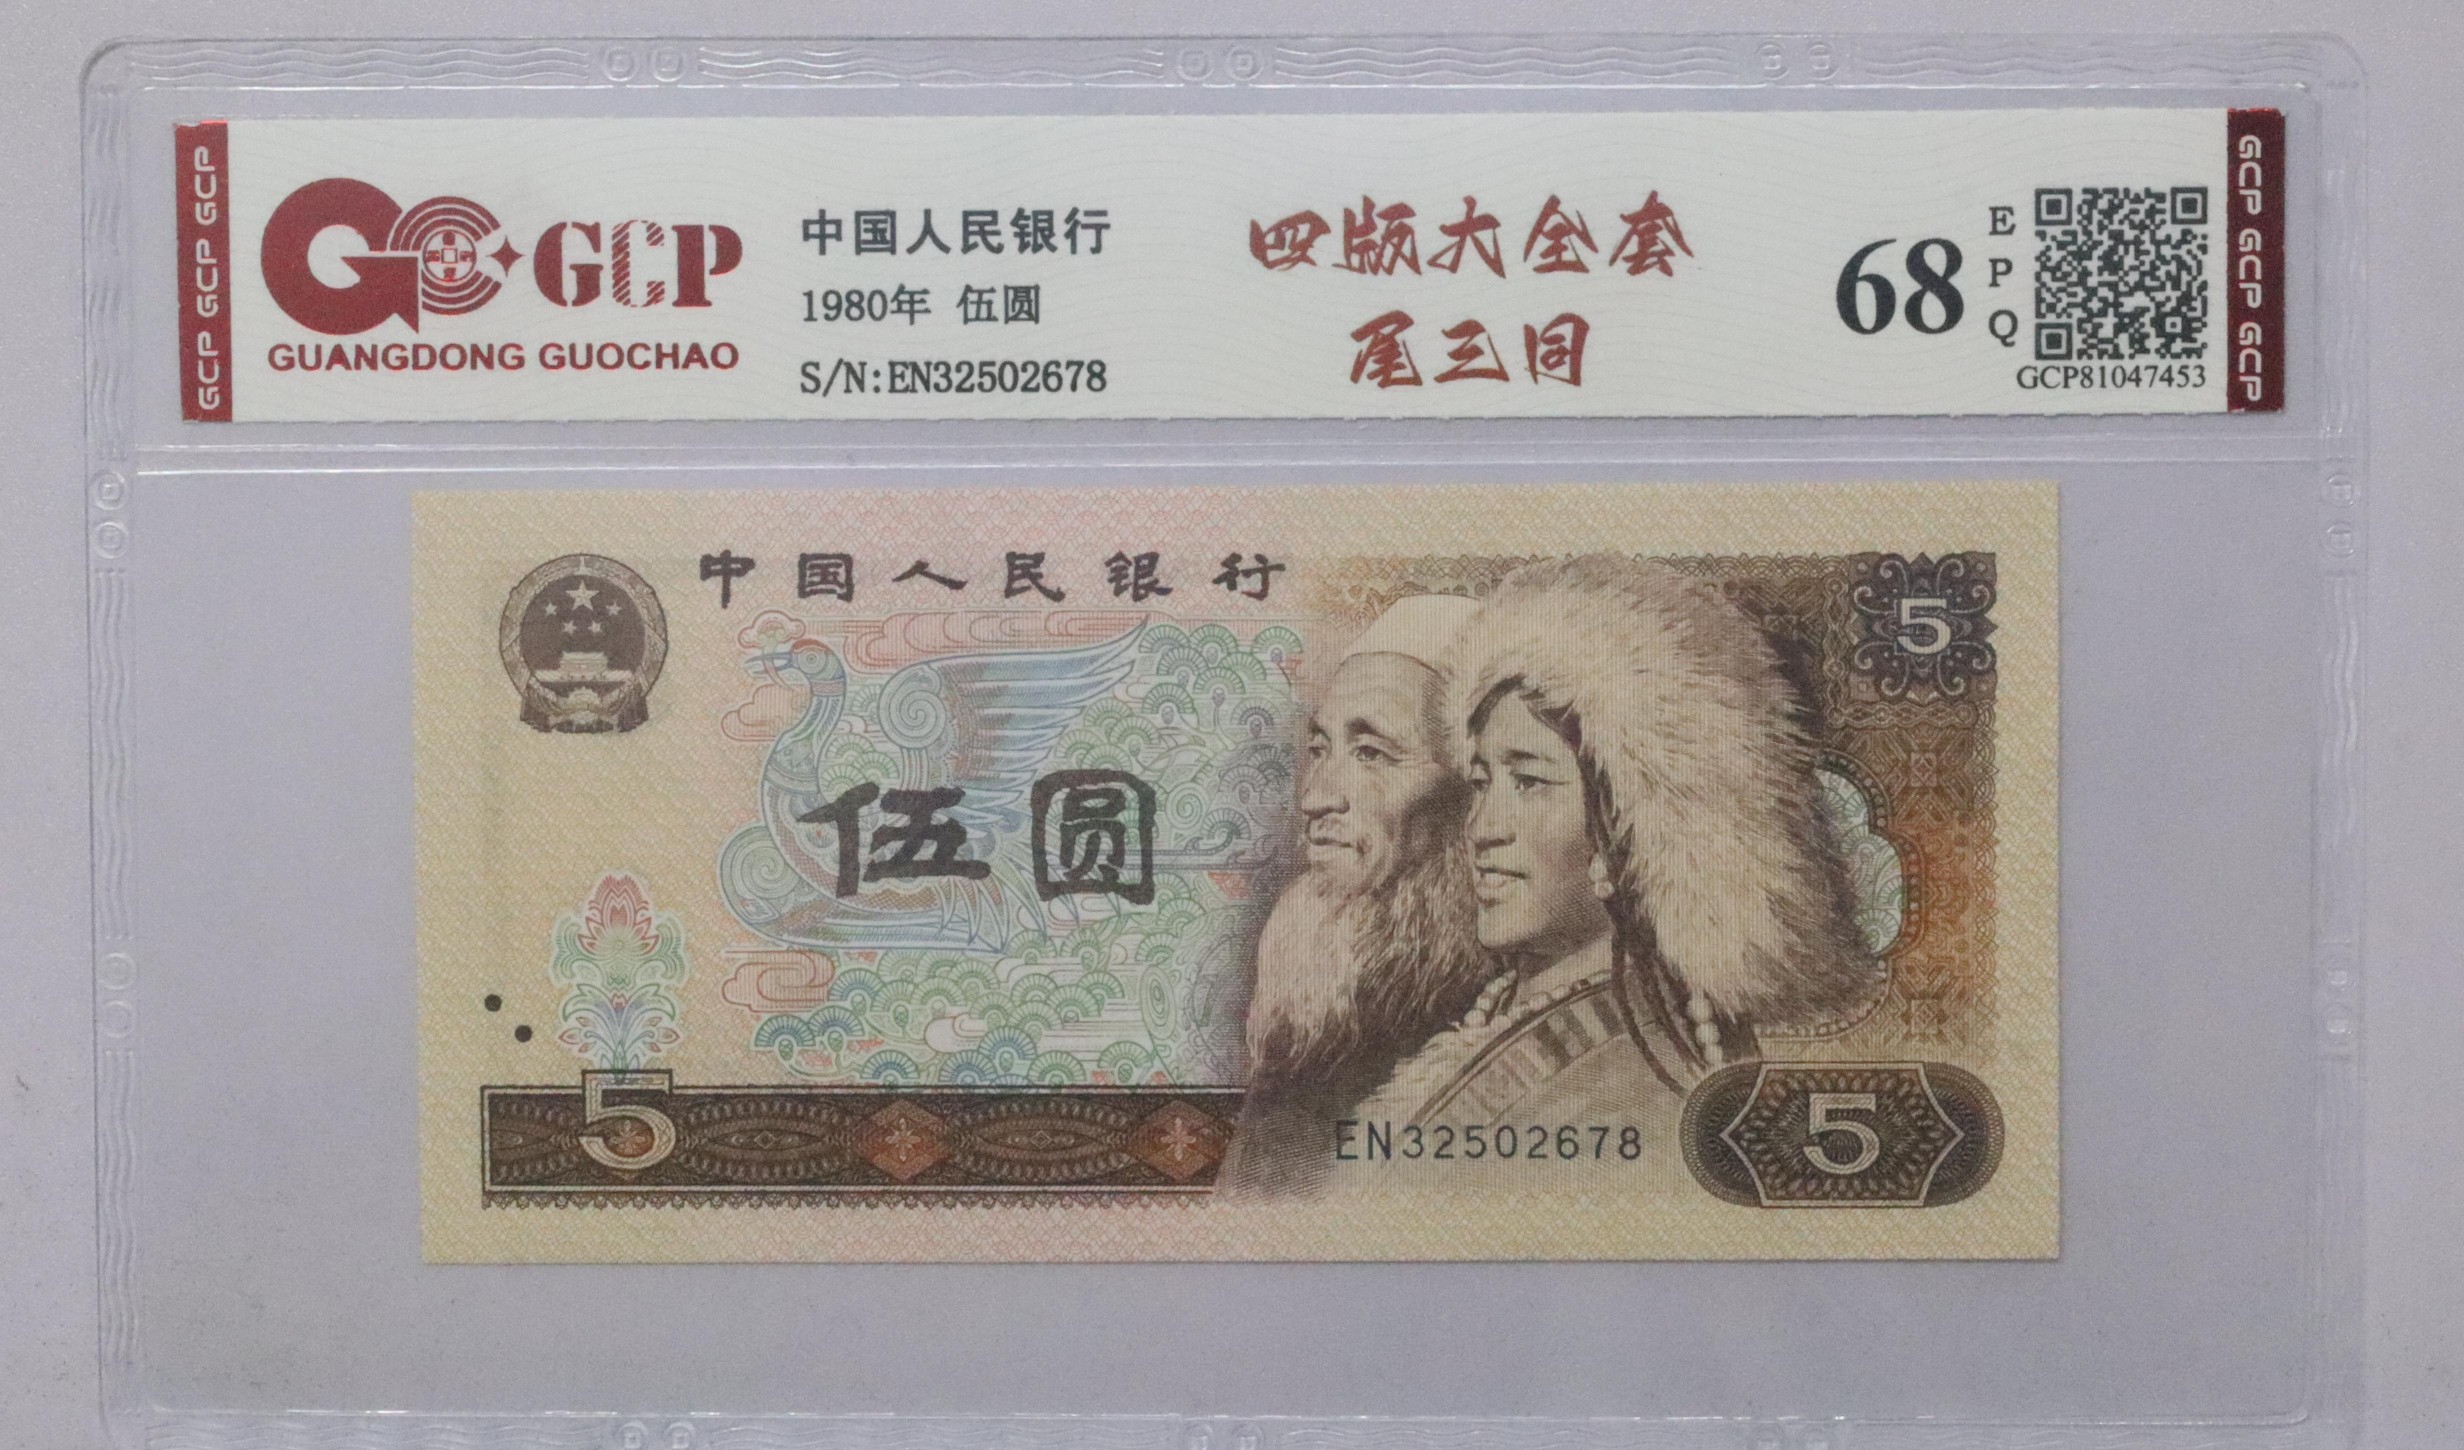 GCP GCP GCP
GCP
GUANGDONG GUOCHAO
中国人民银行
1980年 伍圆
S/N:EN32502678
四版大全套
尾三同
68
EPQ
GCP81047453
GCP GCP GCP
中国人民银行
5
伍圆
5
EN32502678
5